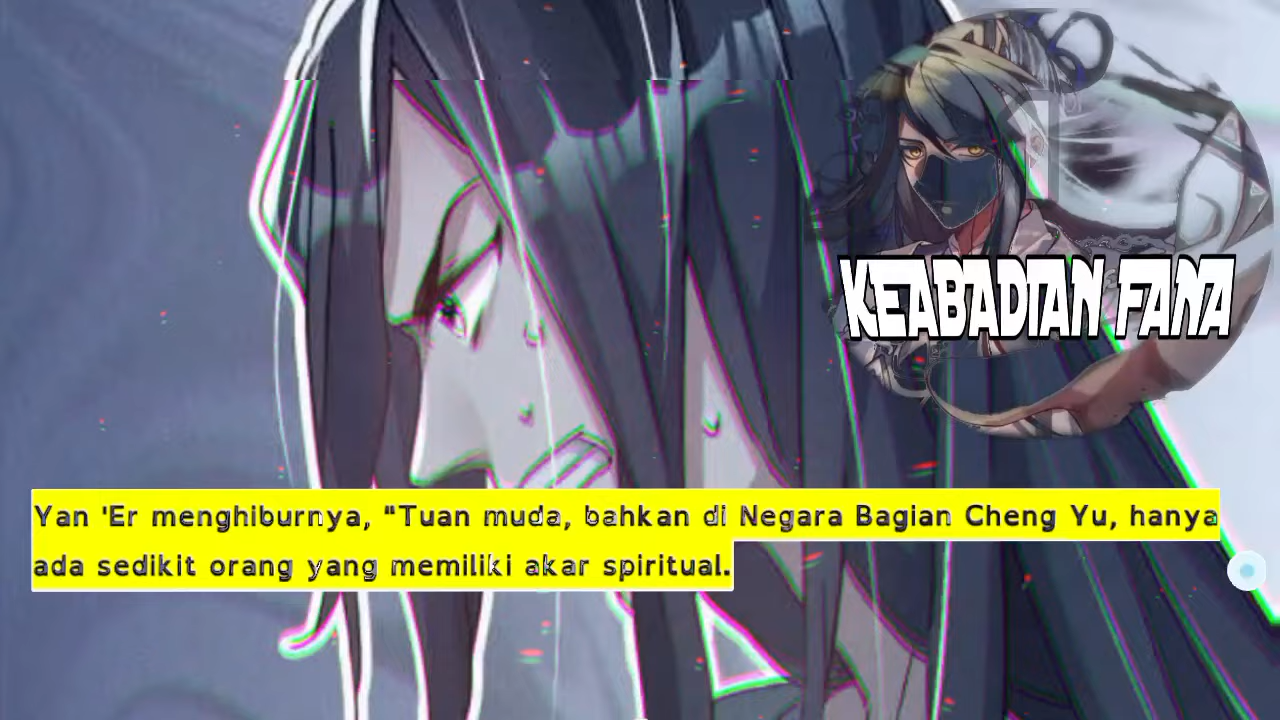 KEABADIAN FANA
Yan 'Er menghiburnya, "Tuan muda, bahkan di Negara Bagian Cheng Yu, hanya
ada sedikit orang yang memiliki akar spiritual.